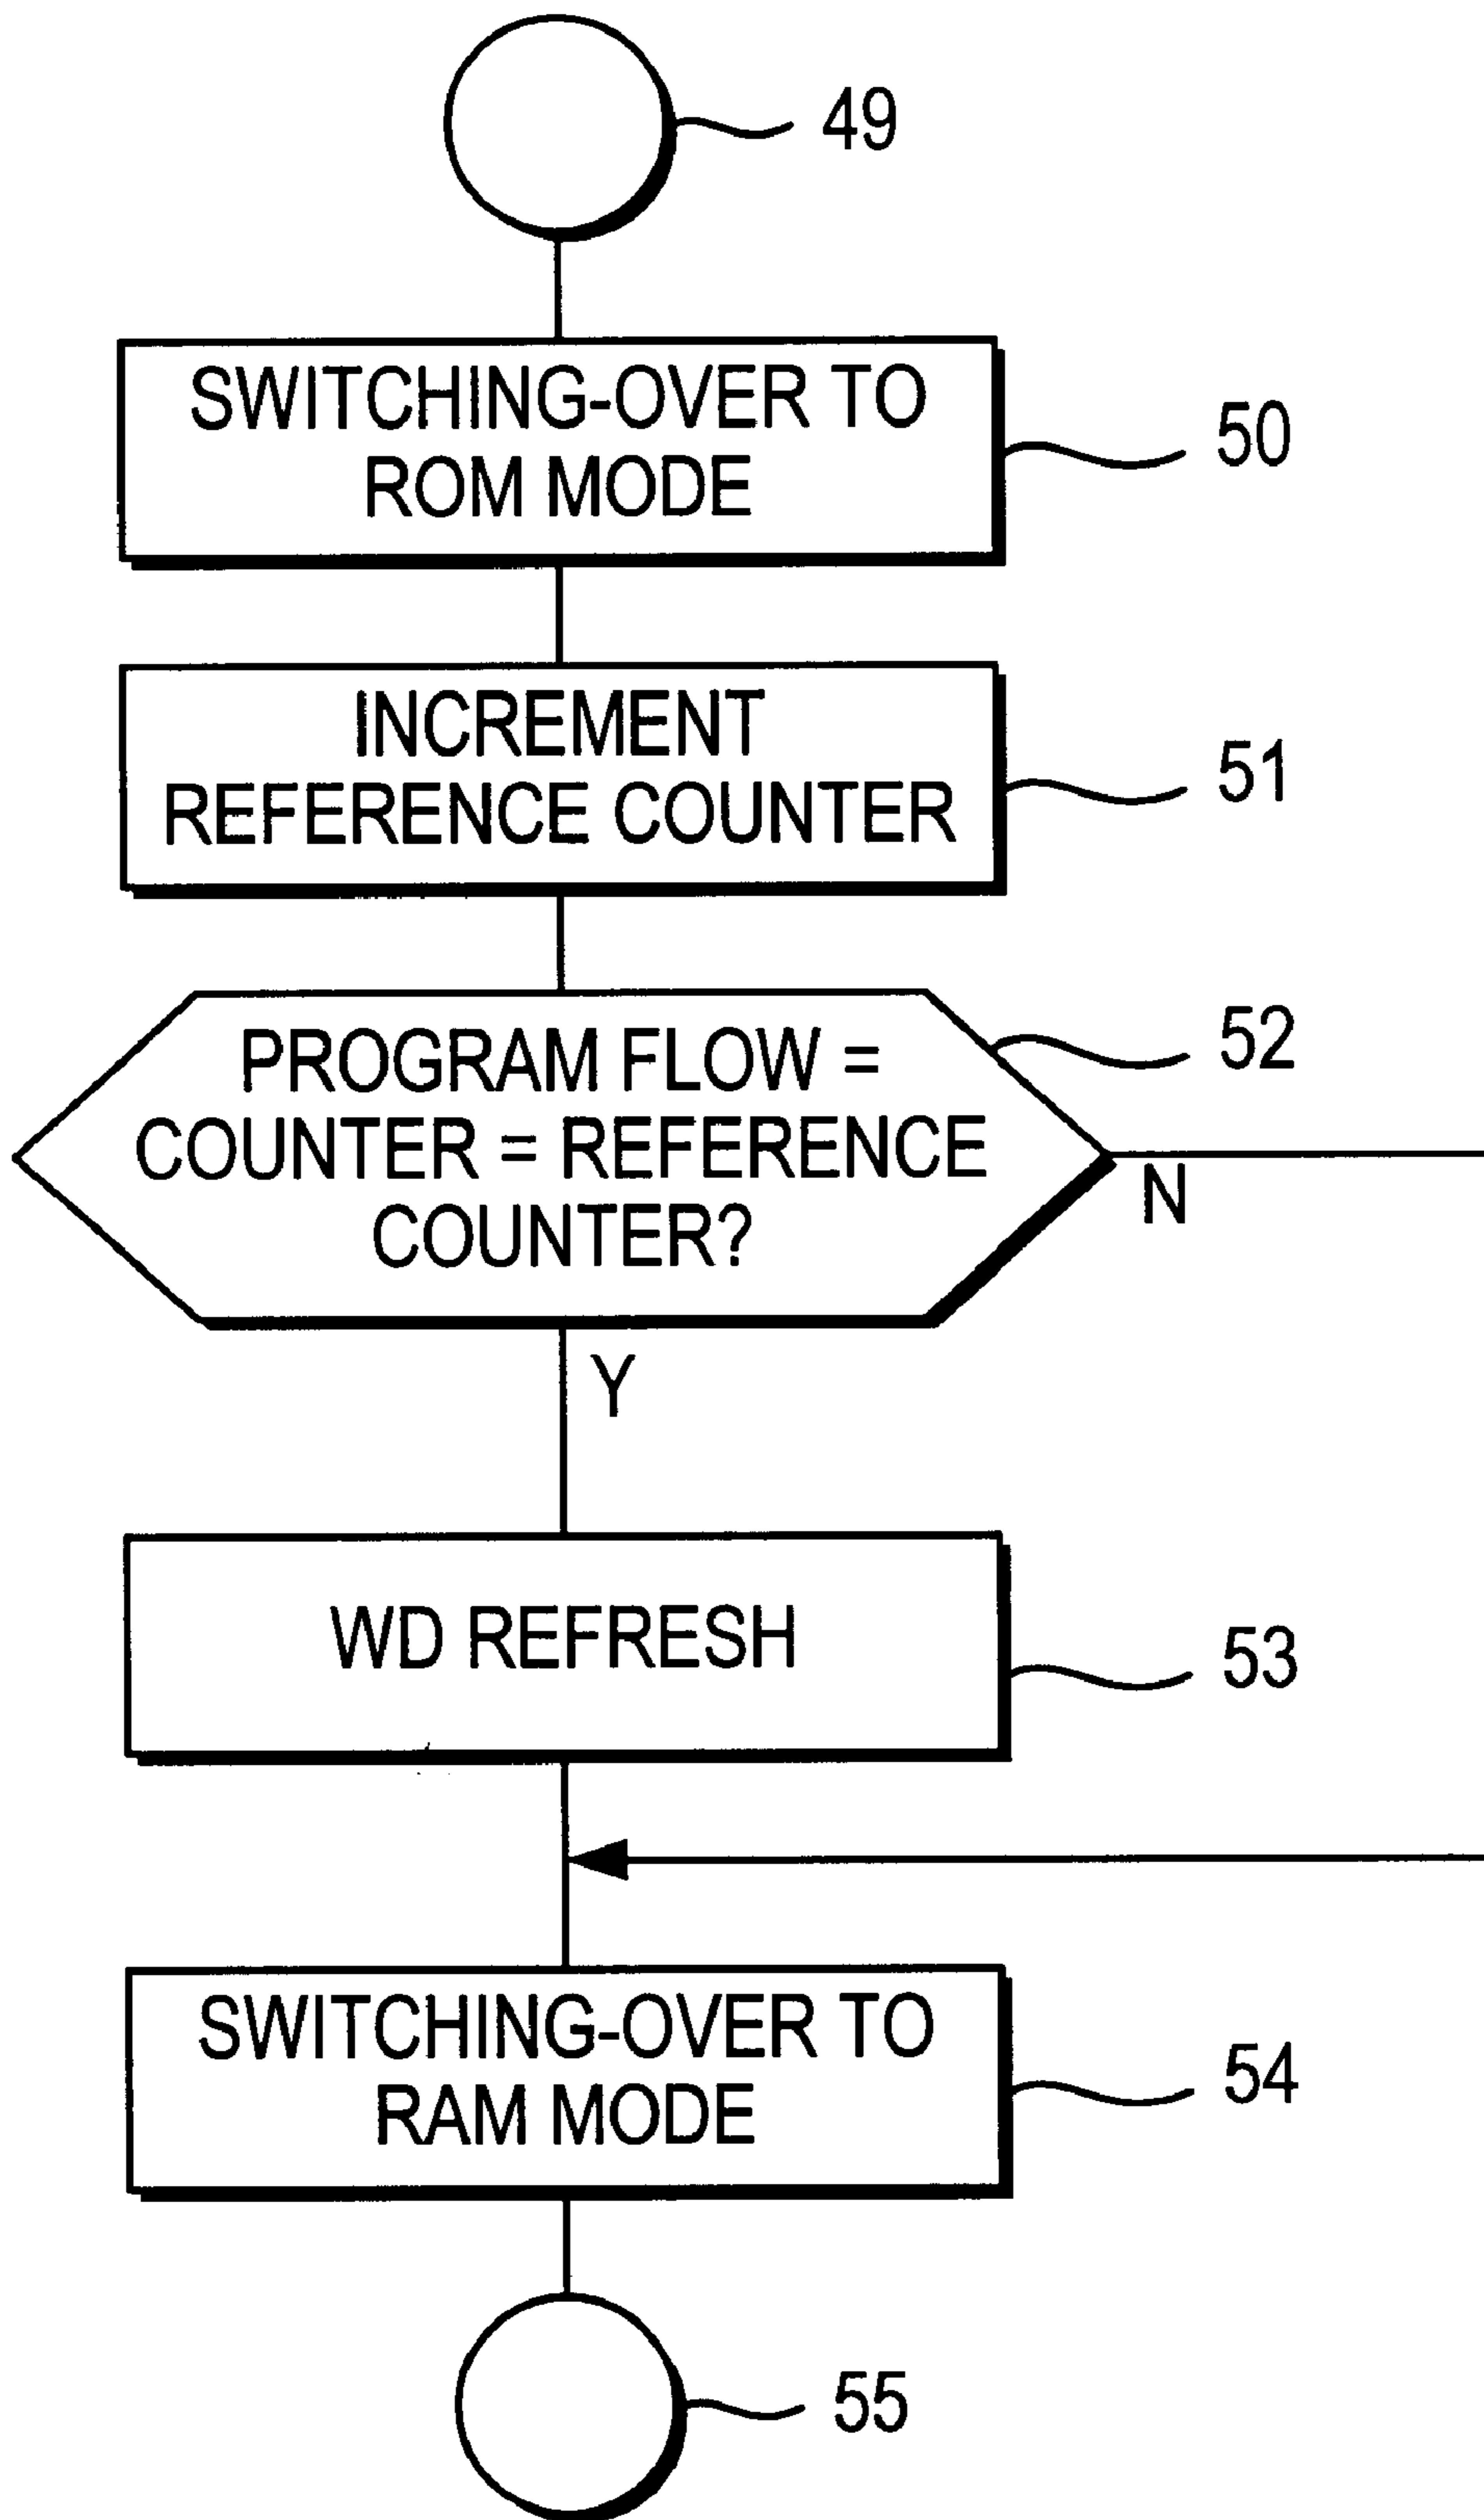 49
SWITCHING-OVER TO
ROM MODE
50
INCREMENT
REFERENCE COUNTER
51
PROGRAM FLOW =
COUNTER = REFERENCE
COUNTER?
52
N
Y
WD REFRESH
53
SWITCHING-OVER TO
RAM MODE
54
55